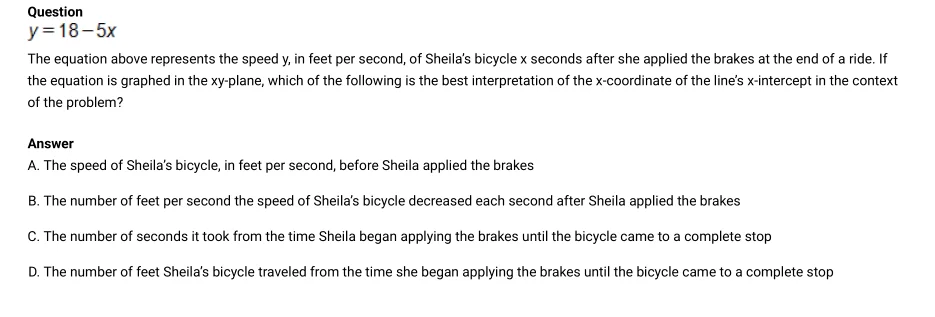 Question
y = 18 – 5x
The equation above represents the speed y, in feet per second, of Sheila's bicycle x seconds after she applied the brakes at the end of a ride. If
the equation is graphed in the xy-plane, which of the following is the best interpretation of the x-coordinate of the line's x-intercept in the context
of the problem?
Answer
A. The speed of Sheila's bicycle, in feet per second, before Sheila applied the brakes
B. The number of feet per second the speed of Sheila's bicycle decreased each second after Sheila applied the brakes
C. The number of seconds it took from the time Sheila began applying the brakes until the bicycle came to a complete stop
D. The number of feet Sheila's bicycle traveled from the time she began applying the brakes until the bicycle came to a complete stop